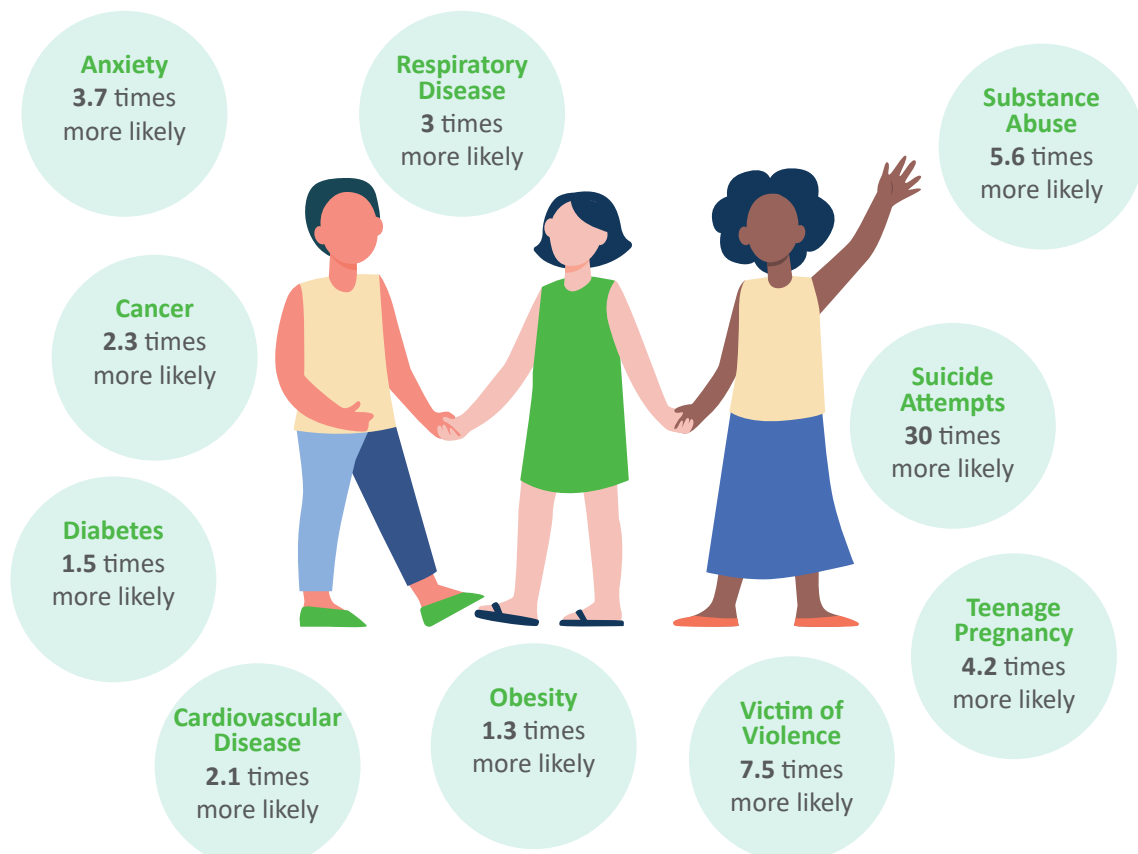 Anxiety
3.7 times
more likely
Respiratory
Disease
3 times
more likely
Substance
Abuse
5.6 times
more likely
Cancer
2.3 times
more likely
Suicide
Attempts
30 times
more likely
Diabetes
1.5 times
more likely
Teenage
Pregnancy
4.2 times
more likely
Cardiovascular
Disease
2.1 times
more likely
Obesity
1.3 times
more likely
Victim of
Violence
7.5 times
more likely